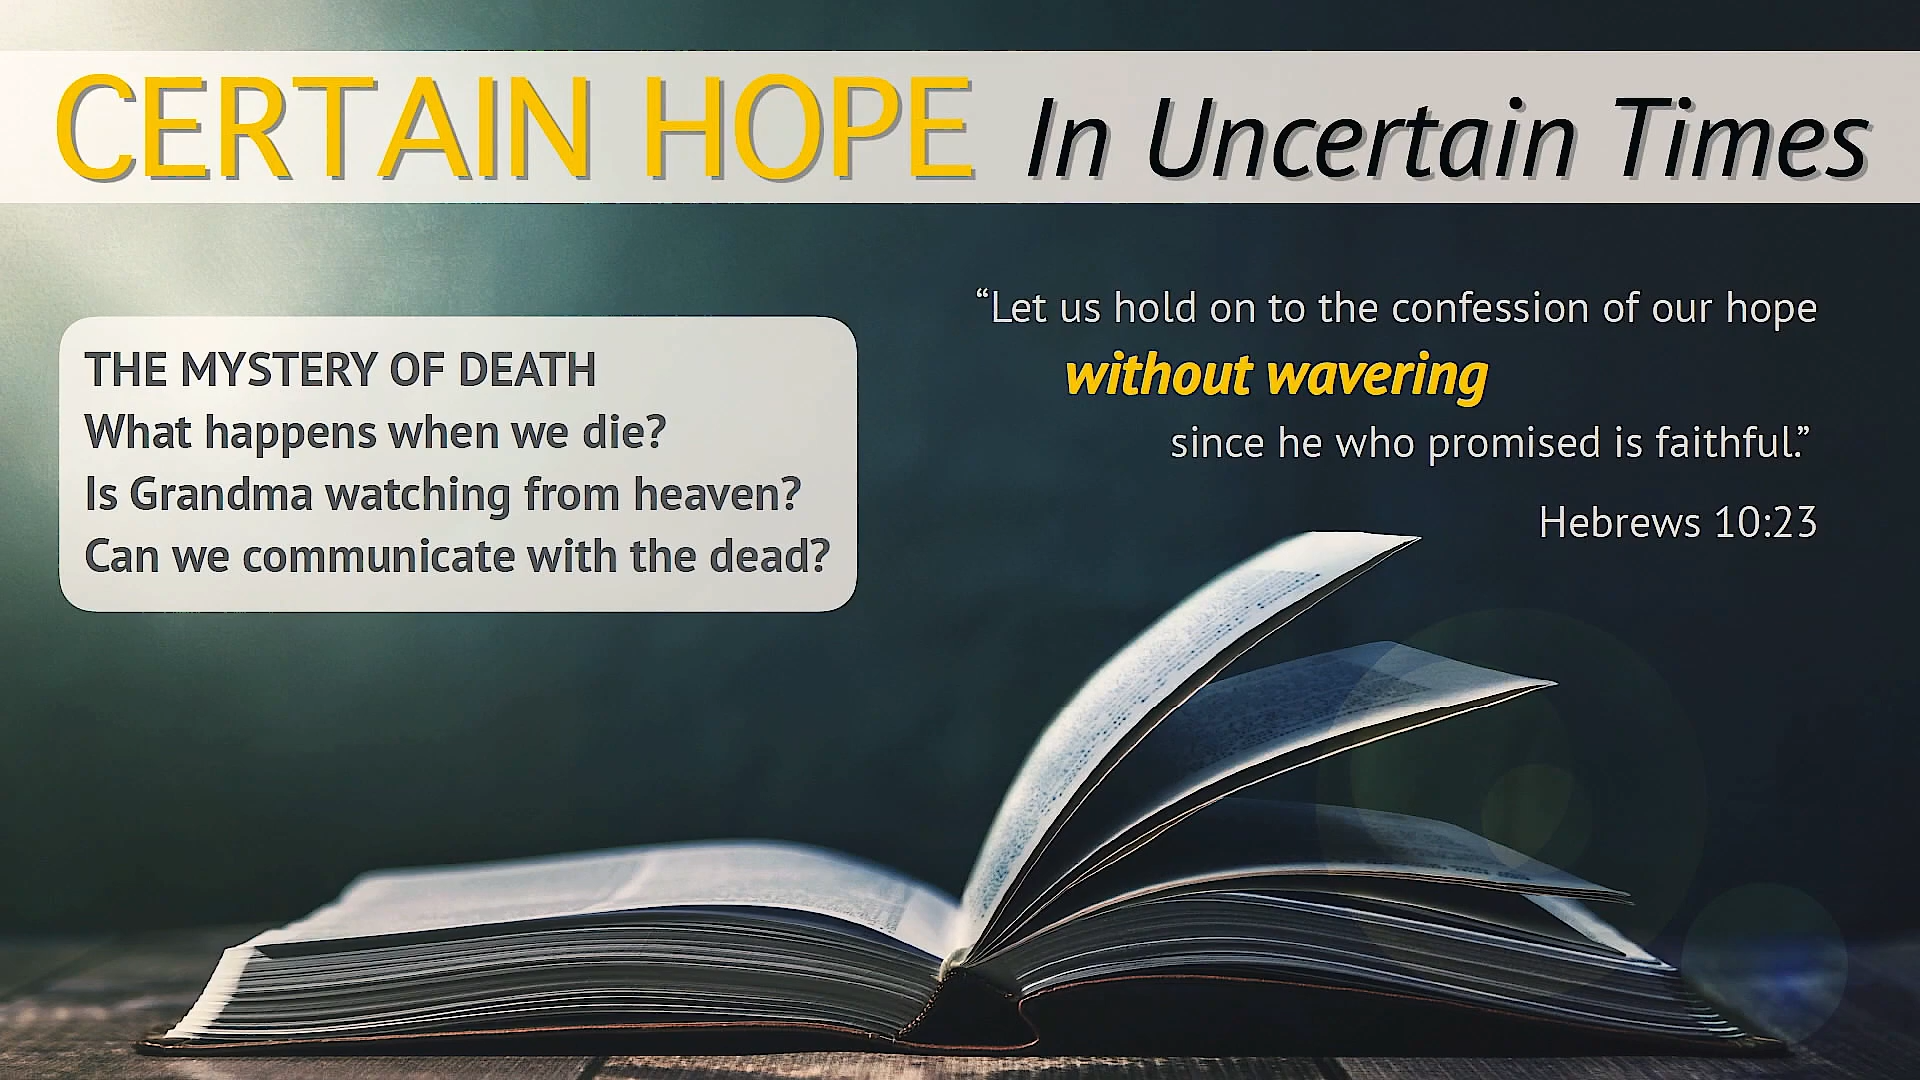 CERTAIN HOPE In Uncertain Times
THE MYSTERY OF DEATH
What happens when we die?
Is Grandma watching from heaven?
Can we communicate with the dead?
“Let us hold on to the confession of our hope
without wavering
since he who promised is faithful.”
Hebrews 10:23